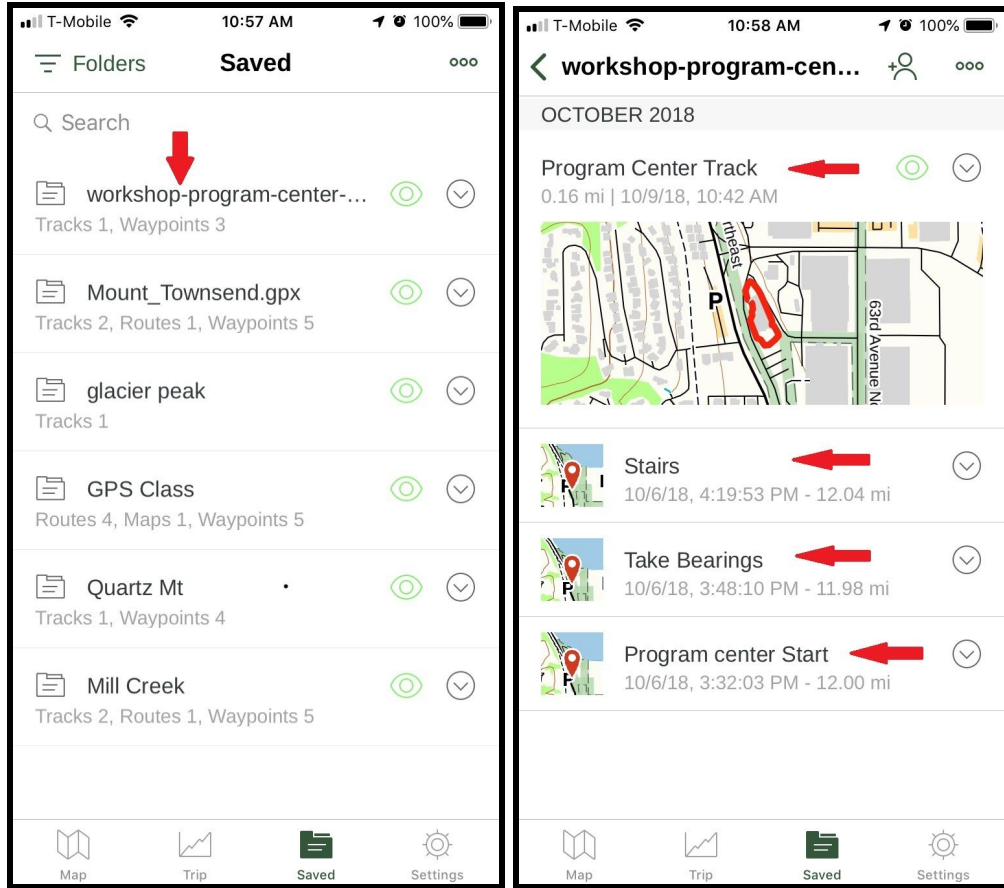 T-Mobile 10:57 AM 100%
Folders Saved
Search
workshop-program-center-...
Tracks 1, Waypoints 3
Mount_Townsend.gpx
Tracks 2, Routes 1, Waypoints 5
glacier peak
Tracks 1
GPS Class
Routes 4, Maps 1, Waypoints 5
Quartz Mt
Tracks 1, Waypoints 4
Mill Creek
Tracks 2, Routes 1, Waypoints 5
Map Trip Saved Settings
T-Mobile 10:58 AM 100%
workshop-program-cen...
OCTOBER 2018
Program Center Track
0.16 mi | 10/9/18, 10:42 AM
rtheast
P
63rd Avenue No
Stairs
10/6/18, 4:19:53 PM - 12.04 mi
P
Take Bearings
10/6/18, 3:48:10 PM - 11.98 mi
P
Program center Start
10/6/18, 3:32:03 PM - 12.00 mi
P
Map Trip Saved Settings